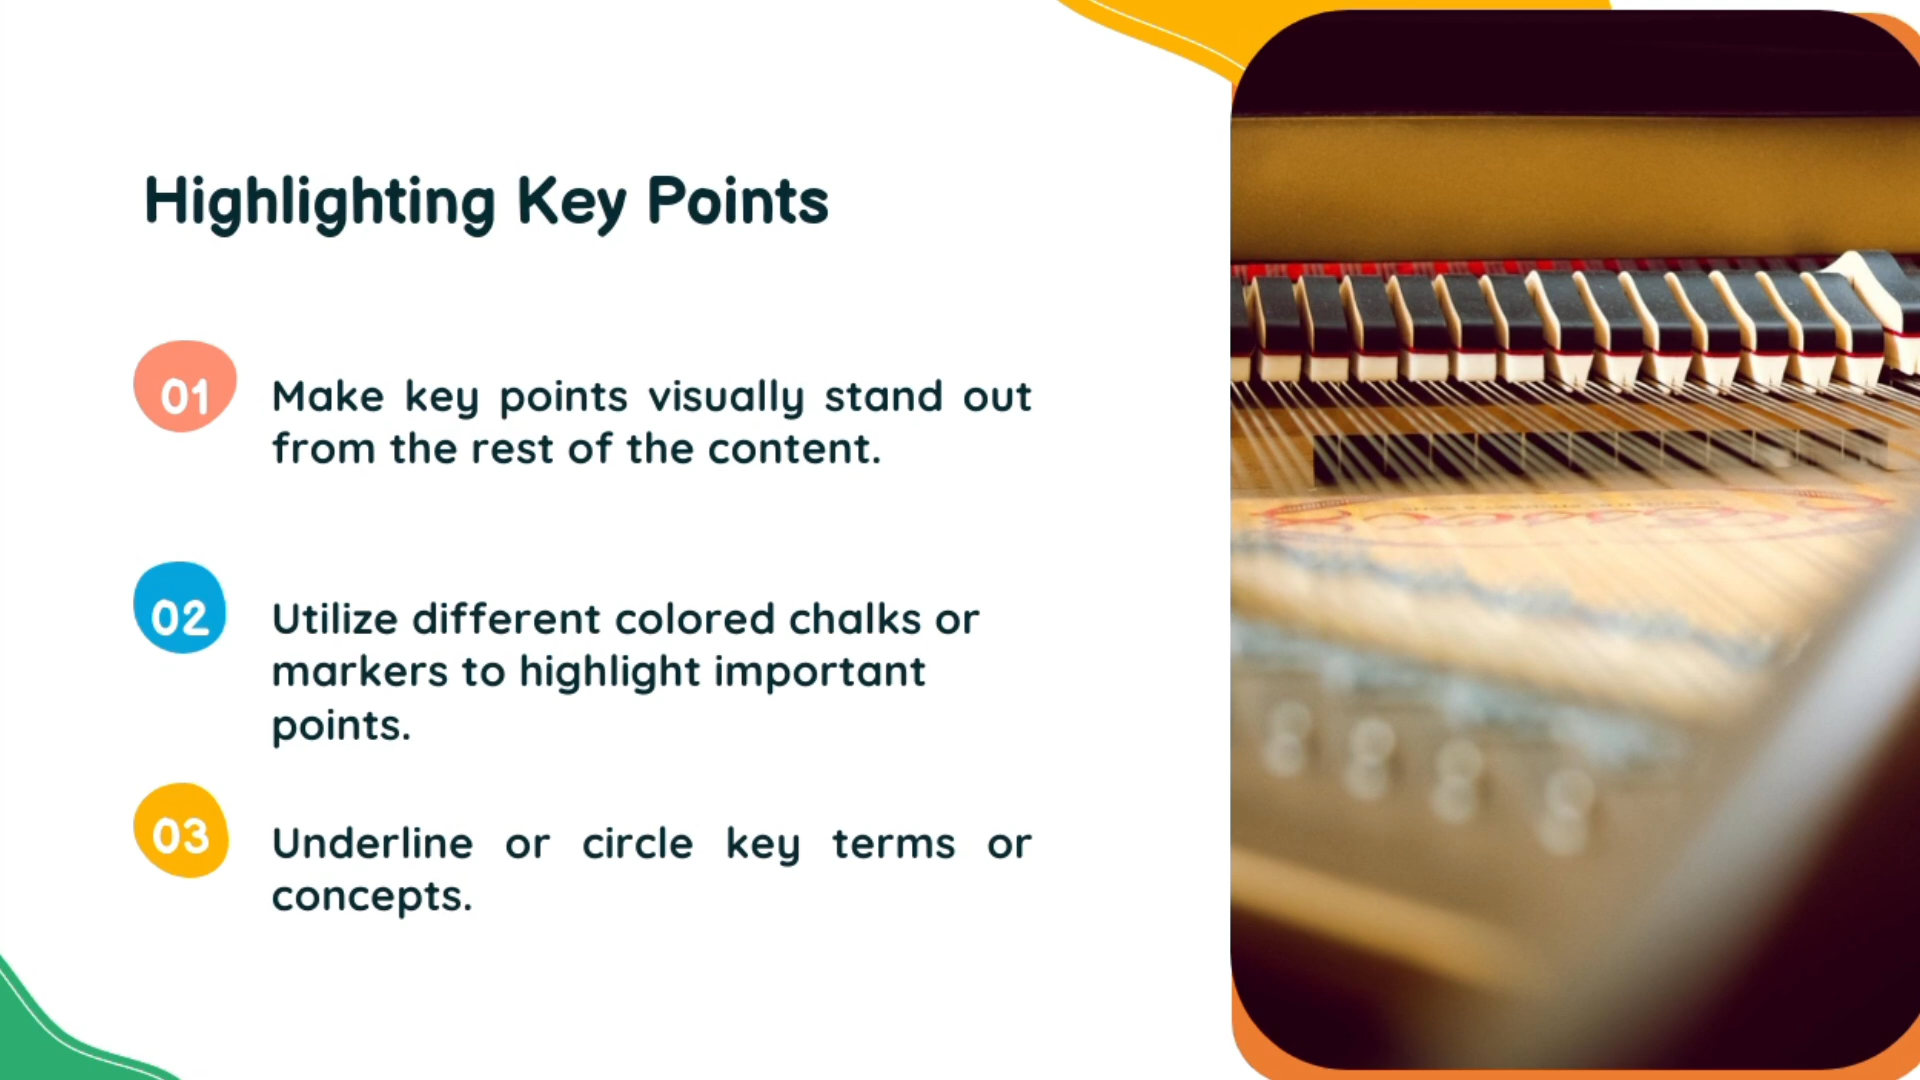 Highlighting Key Points
01
Make key points visually stand out
from the rest of the content.
02
Utilize different colored chalks or
markers to highlight important
points.
03
Underline or circle key terms or
concepts.